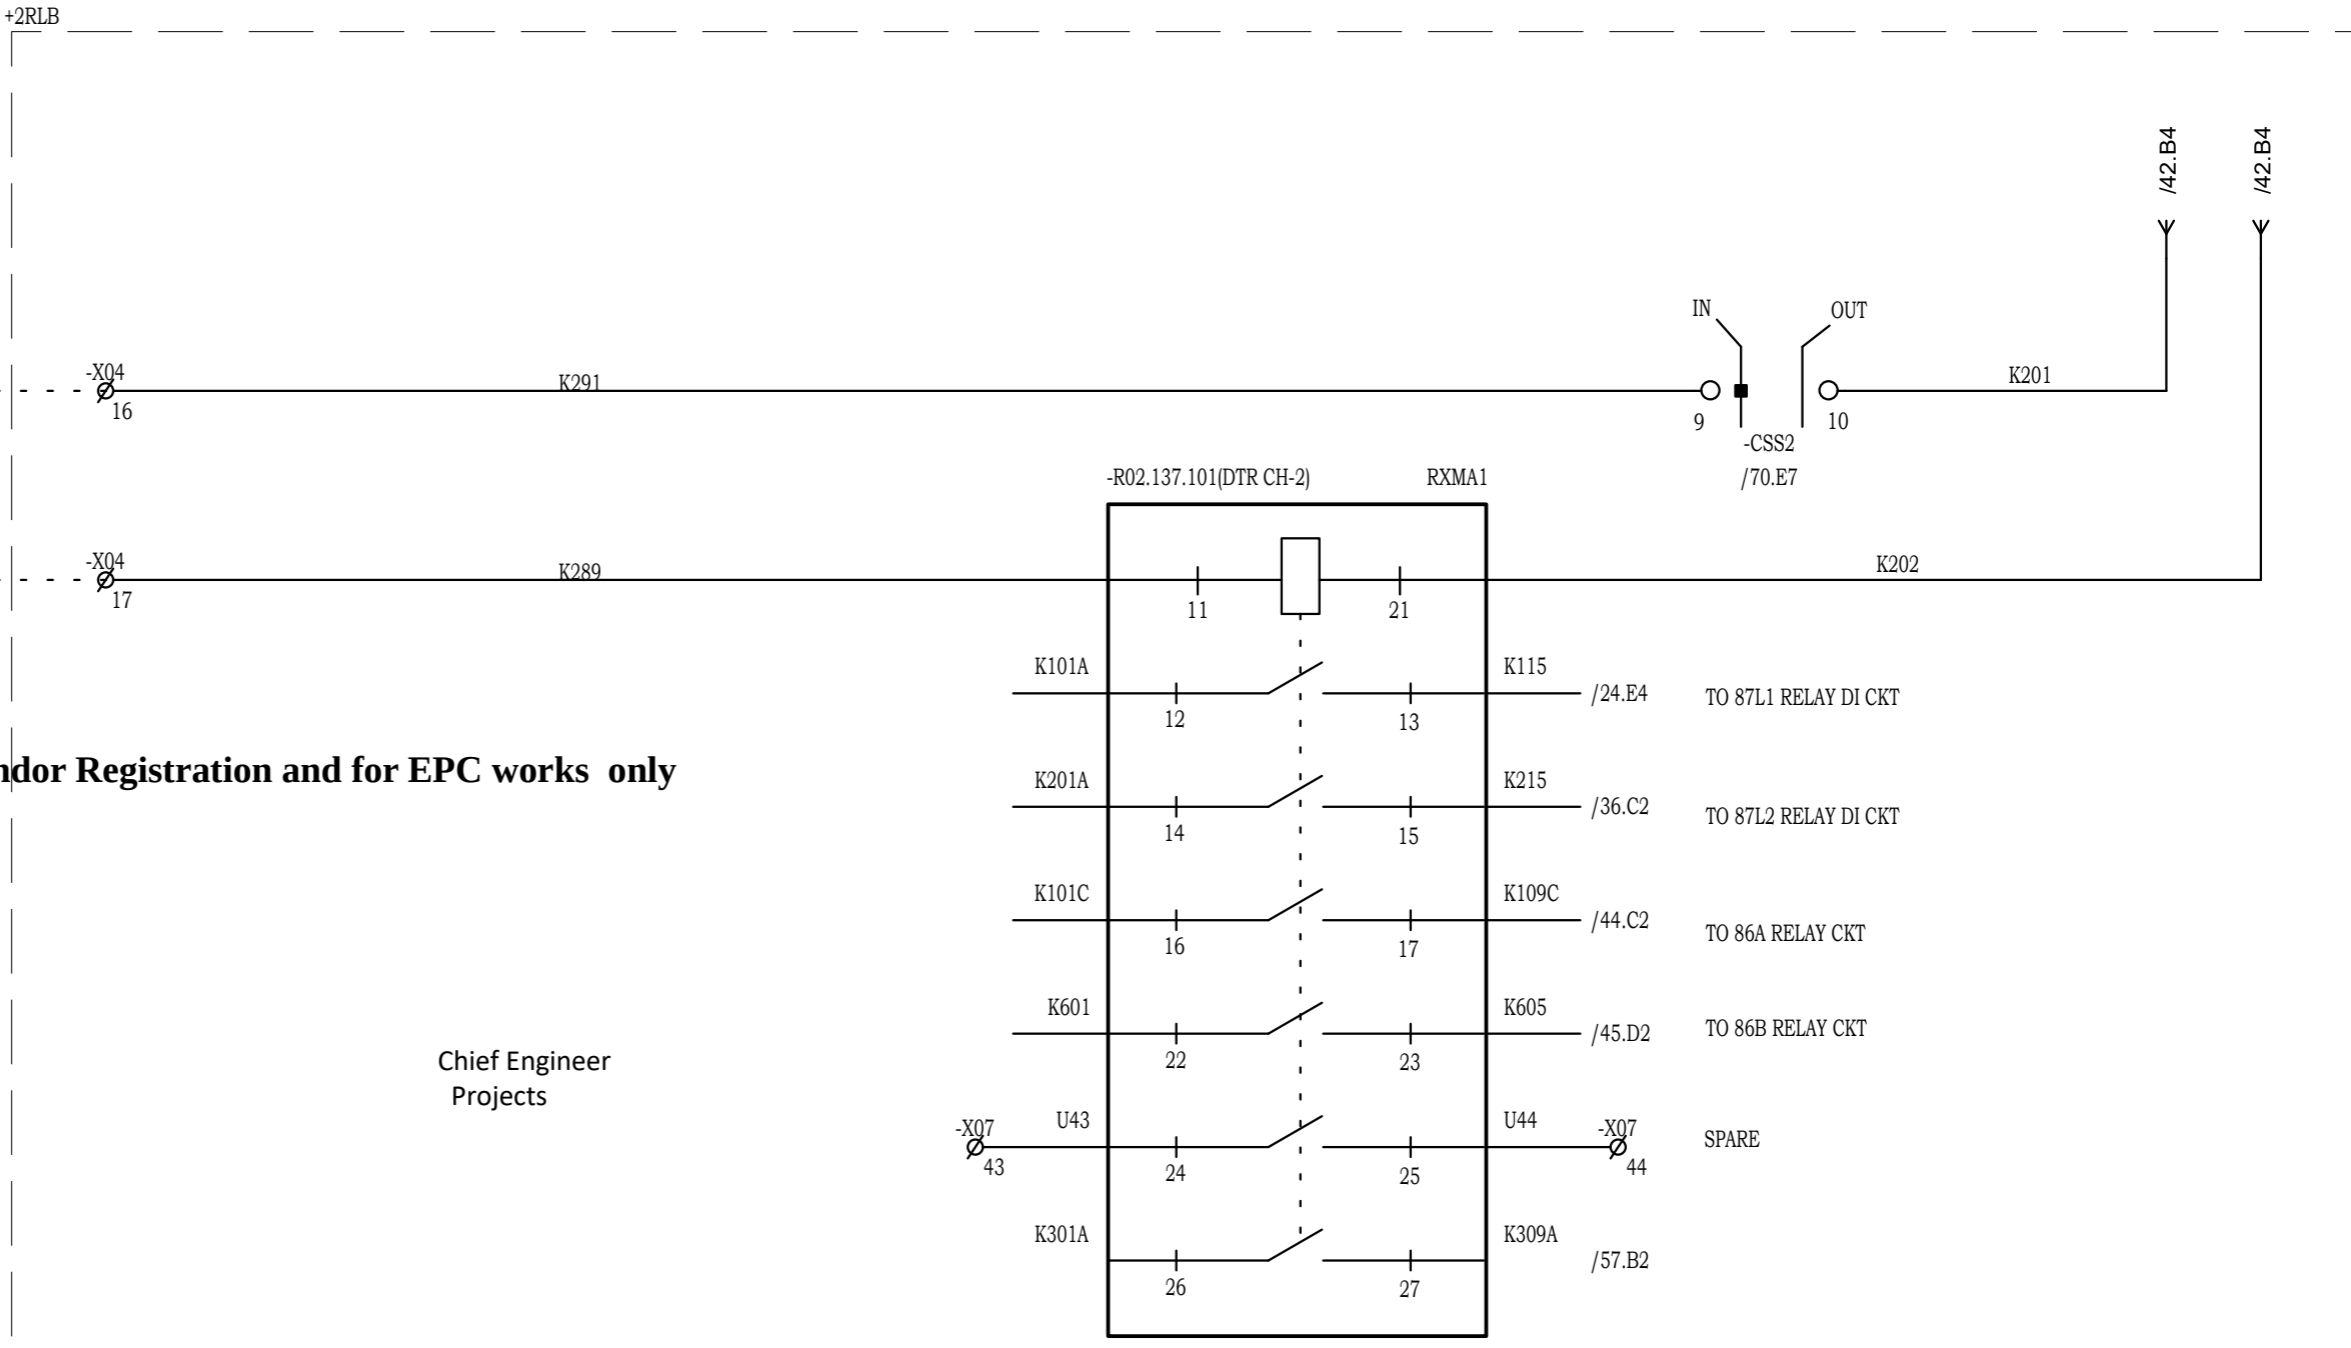 +2RLB
/42.B4
/42.B4
IN
OUT
-X04
K291
K201
16
9
10
-CSS2
-R02.137.101(DTR CH-2)
RXMA1
/70.E7
-X04
K289
K202
17
11
21
K101A
K115
/24.E4
TO 87L1 RELAY DI CKT
12
13
ndor Registration and for EPC works only
K201A
K215
/36.C2
TO 87L2 RELAY DI CKT
14
15
K101C
K109C
/44.C2
TO 86A RELAY CKT
16
17
K601
K605
/45.D2
TO 86B RELAY CKT
22
23
Chief Engineer
Projects
-X07
U43
U44
-X07
SPARE
43
24
25
44
K301A
K309A
/57.B2
26
27